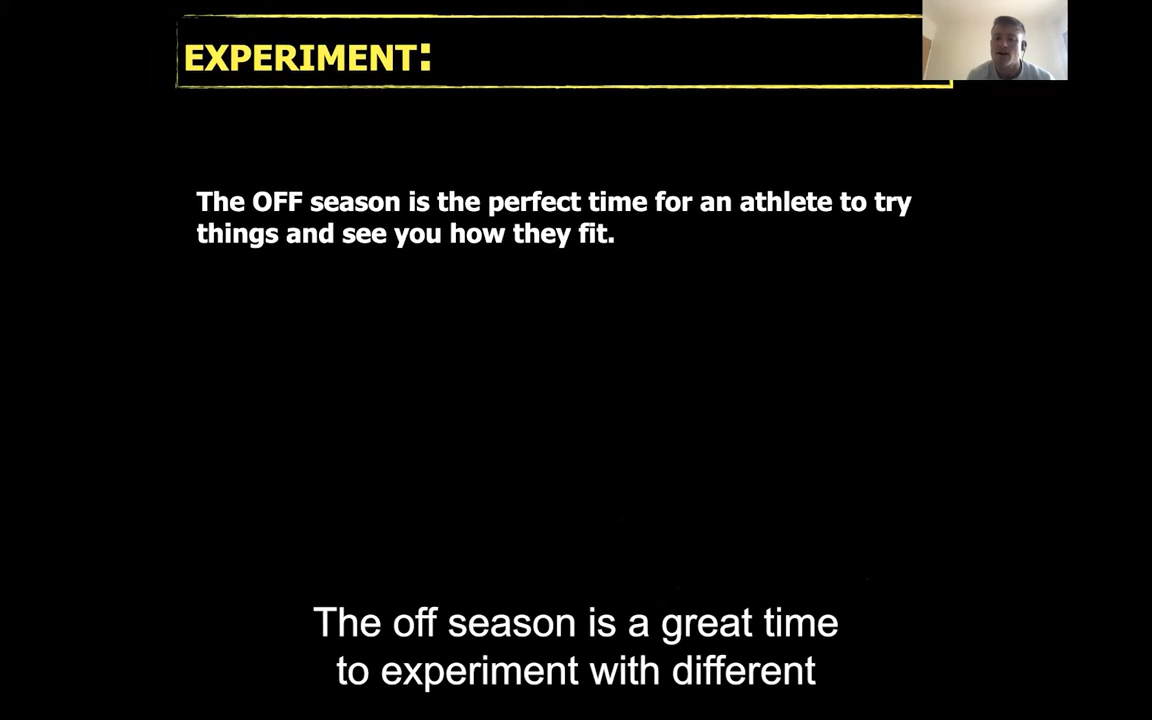 EXPERIMENT:
The OFF season is the perfect time for an athlete to try
things and see you how they fit.
The off season is a great time
to experiment with different